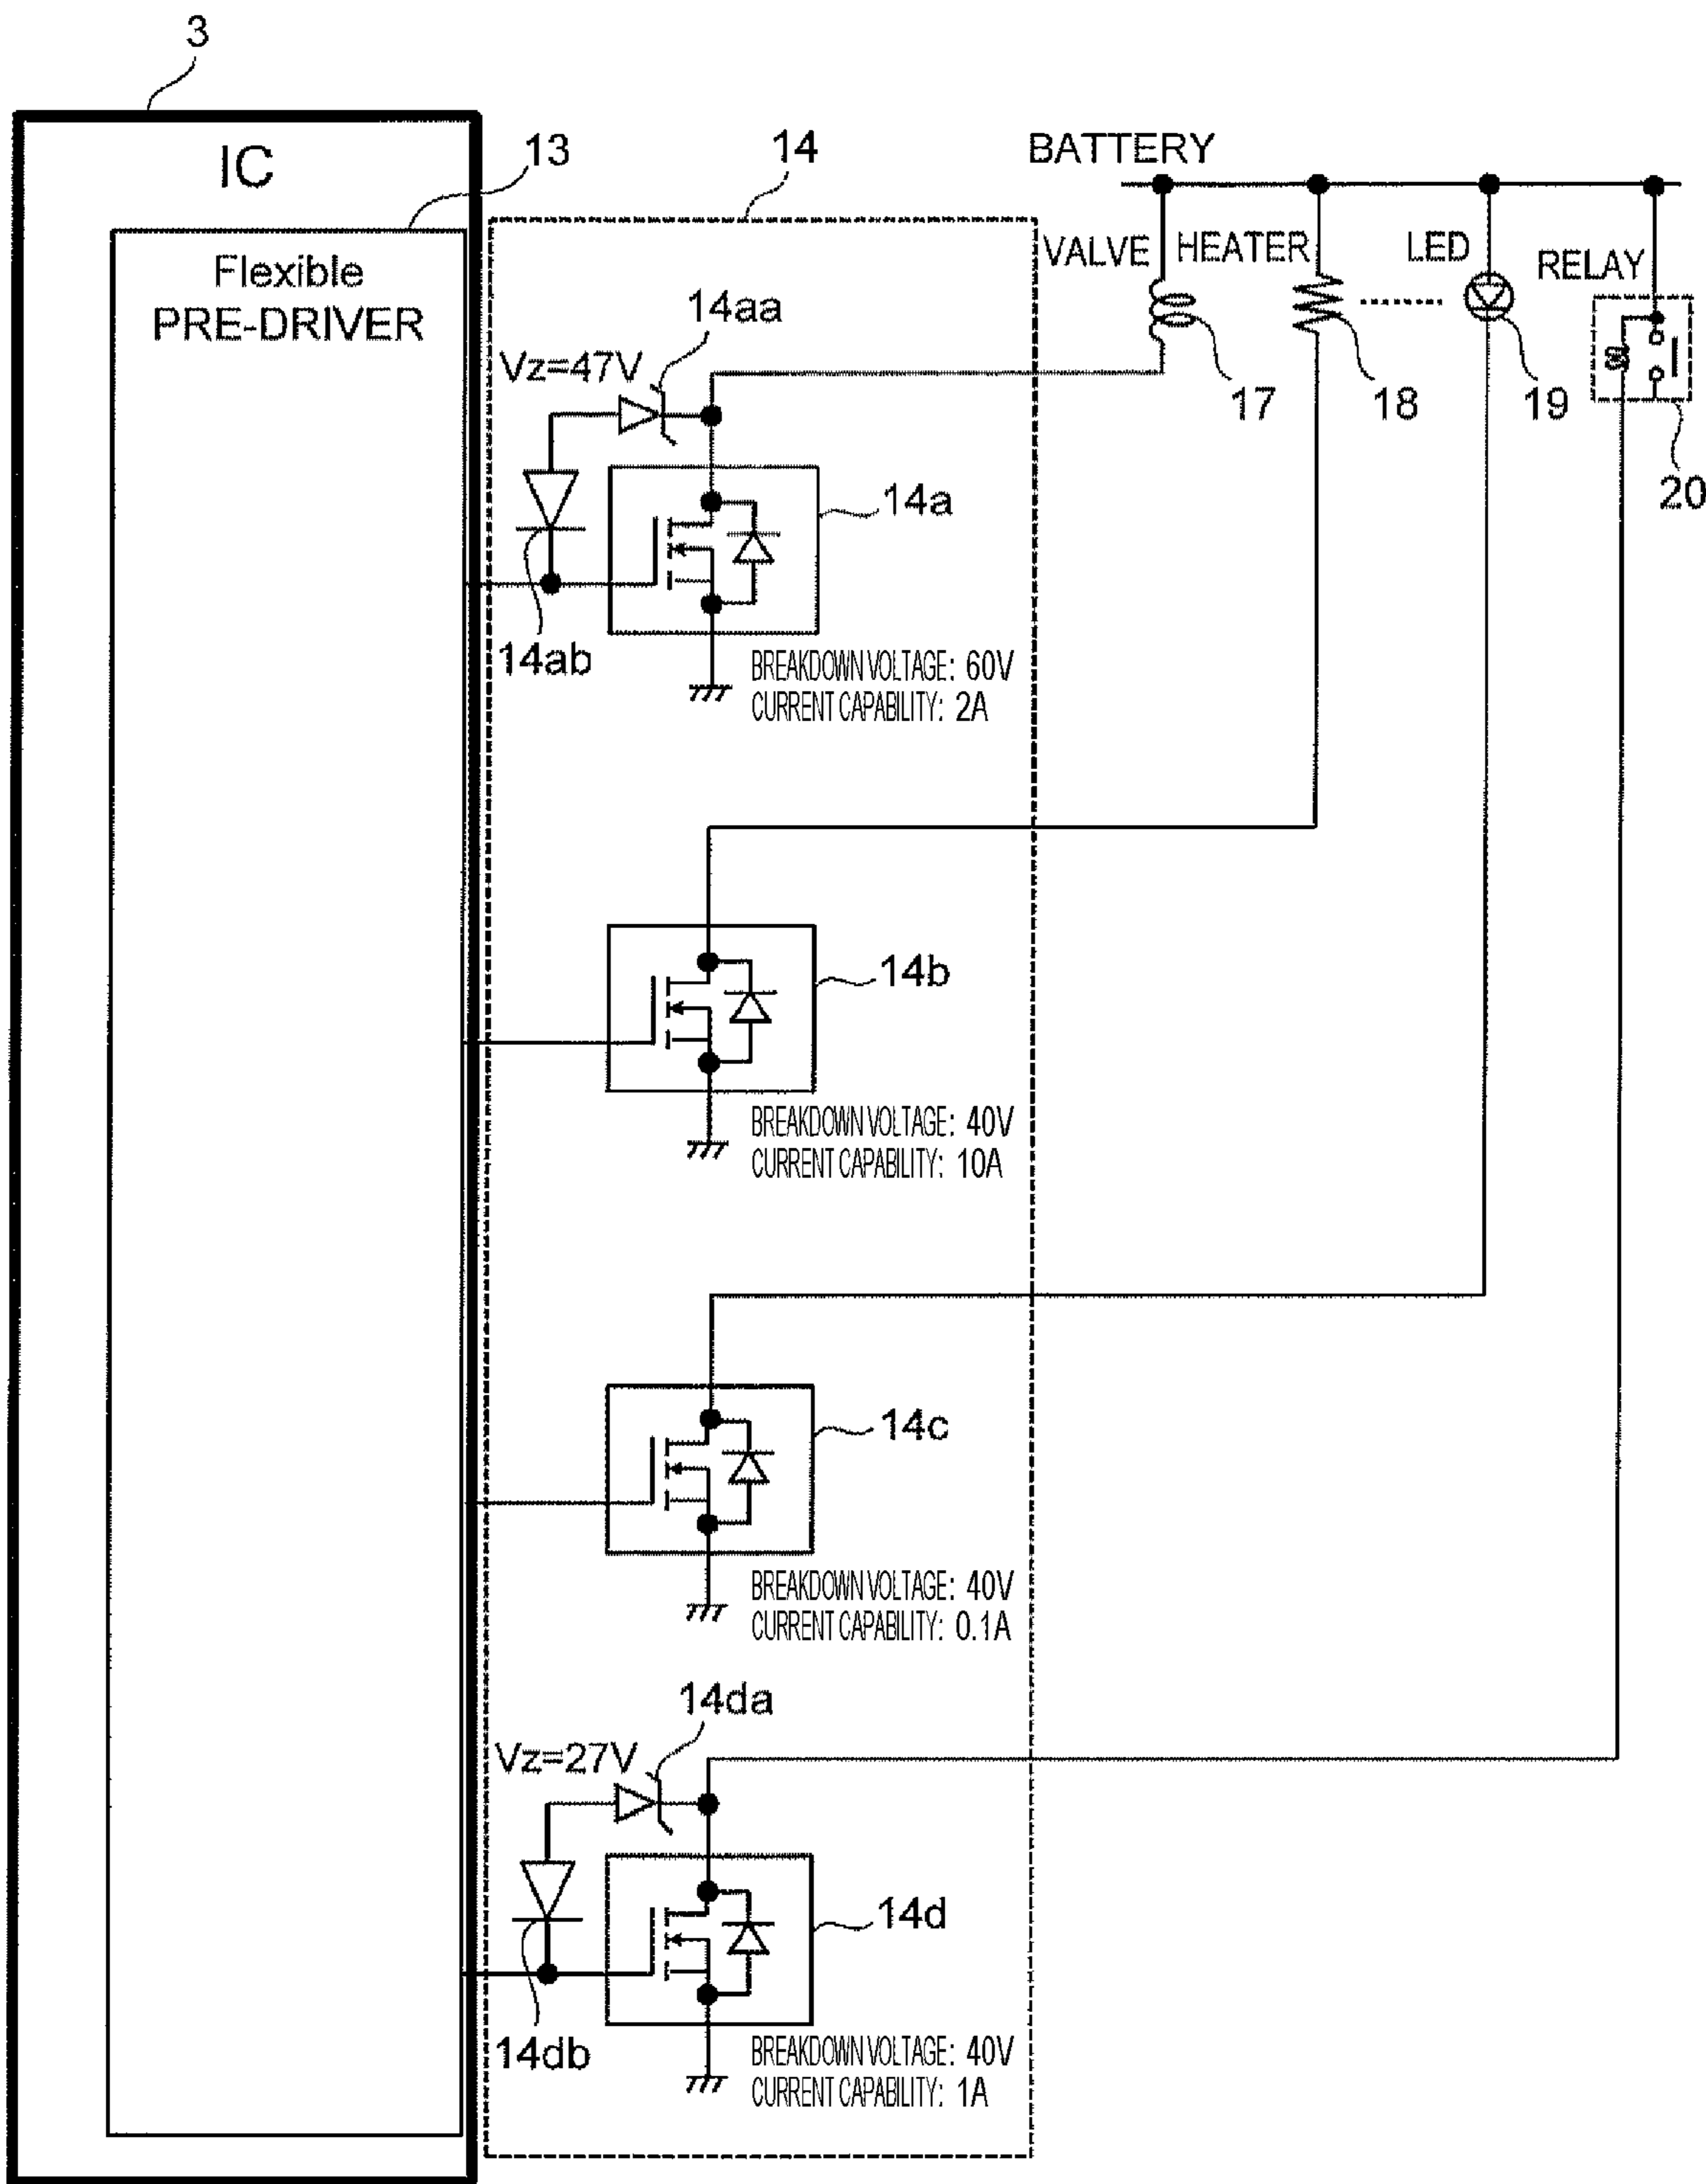 3
IC
13
Flexible
PRE-DRIVER
14
BATTERY
VALVE
HEATER
LED
RELAY
17
18
19
20
14aa
Vz=47V
14a
14ab
BREAKDOWN VOLTAGE: 60V
CURRENT CAPABILITY: 2A
14b
BREAKDOWN VOLTAGE: 40V
CURRENT CAPABILITY: 10A
14c
BREAKDOWN VOLTAGE: 40V
CURRENT CAPABILITY: 0.1A
14da
Vz=27V
14d
14db
BREAKDOWN VOLTAGE: 40V
CURRENT CAPABILITY: 1A